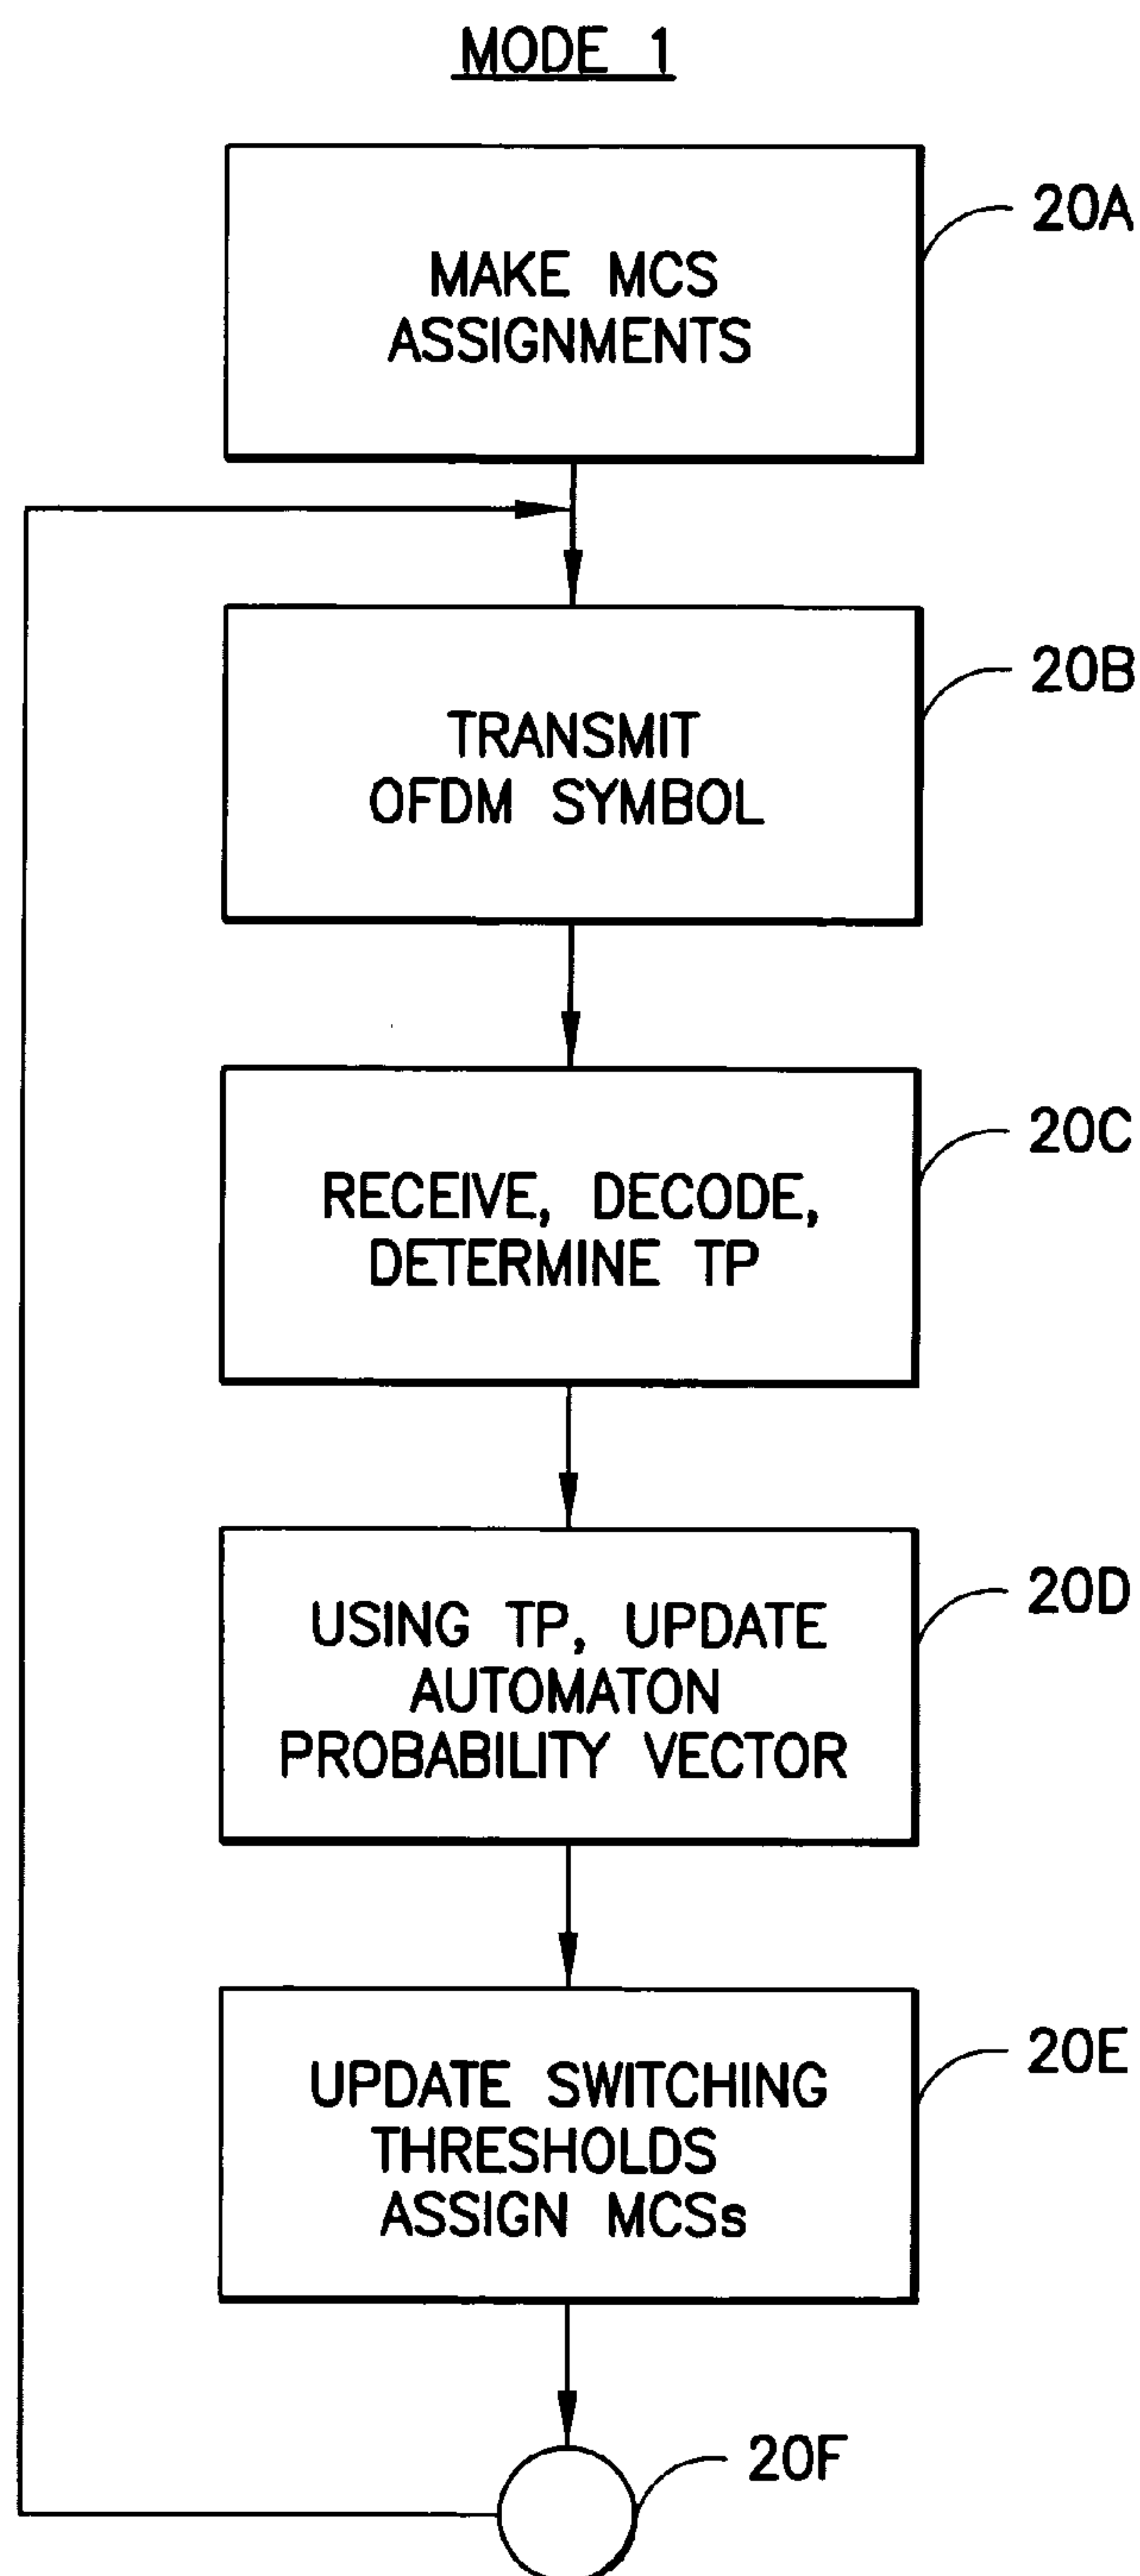 MODE 1
MAKE MCS
ASSIGNMENTS
20A
TRANSMIT
OFDM SYMBOL
20B
RECEIVE, DECODE,
DETERMINE TP
20C
USING TP, UPDATE
AUTOMATON
PROBABILITY VECTOR
20D
UPDATE SWITCHING
THRESHOLDS
ASSIGN MCSs
20E
20F